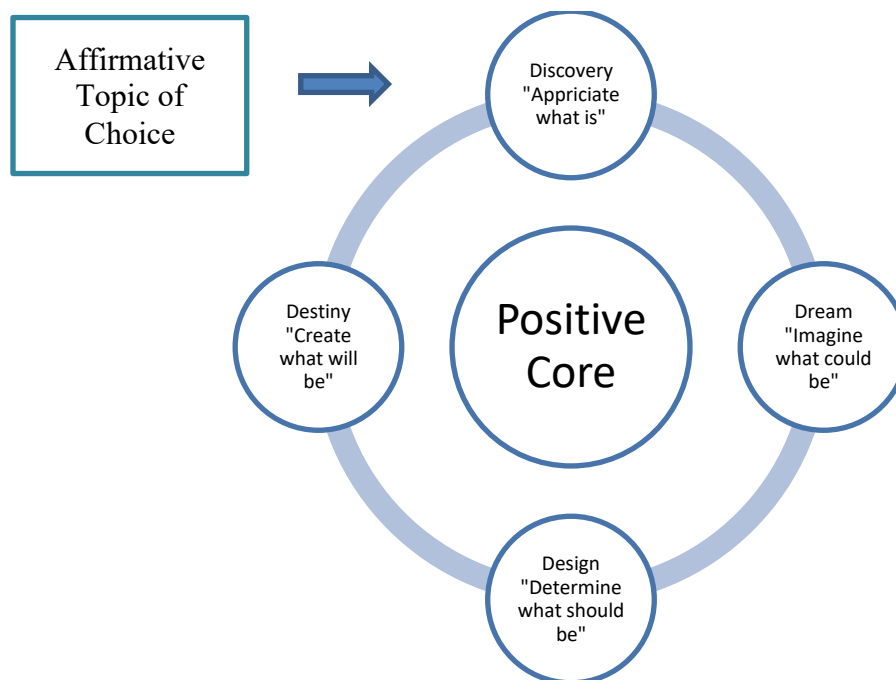 Affirmative
Topic of
Choice
Discovery
"Appriciate
what is"
Destiny
"Create
what will
be"
Positive
Core
Dream
"Imagine
what could
be"
Design
"Determine
what should
be"